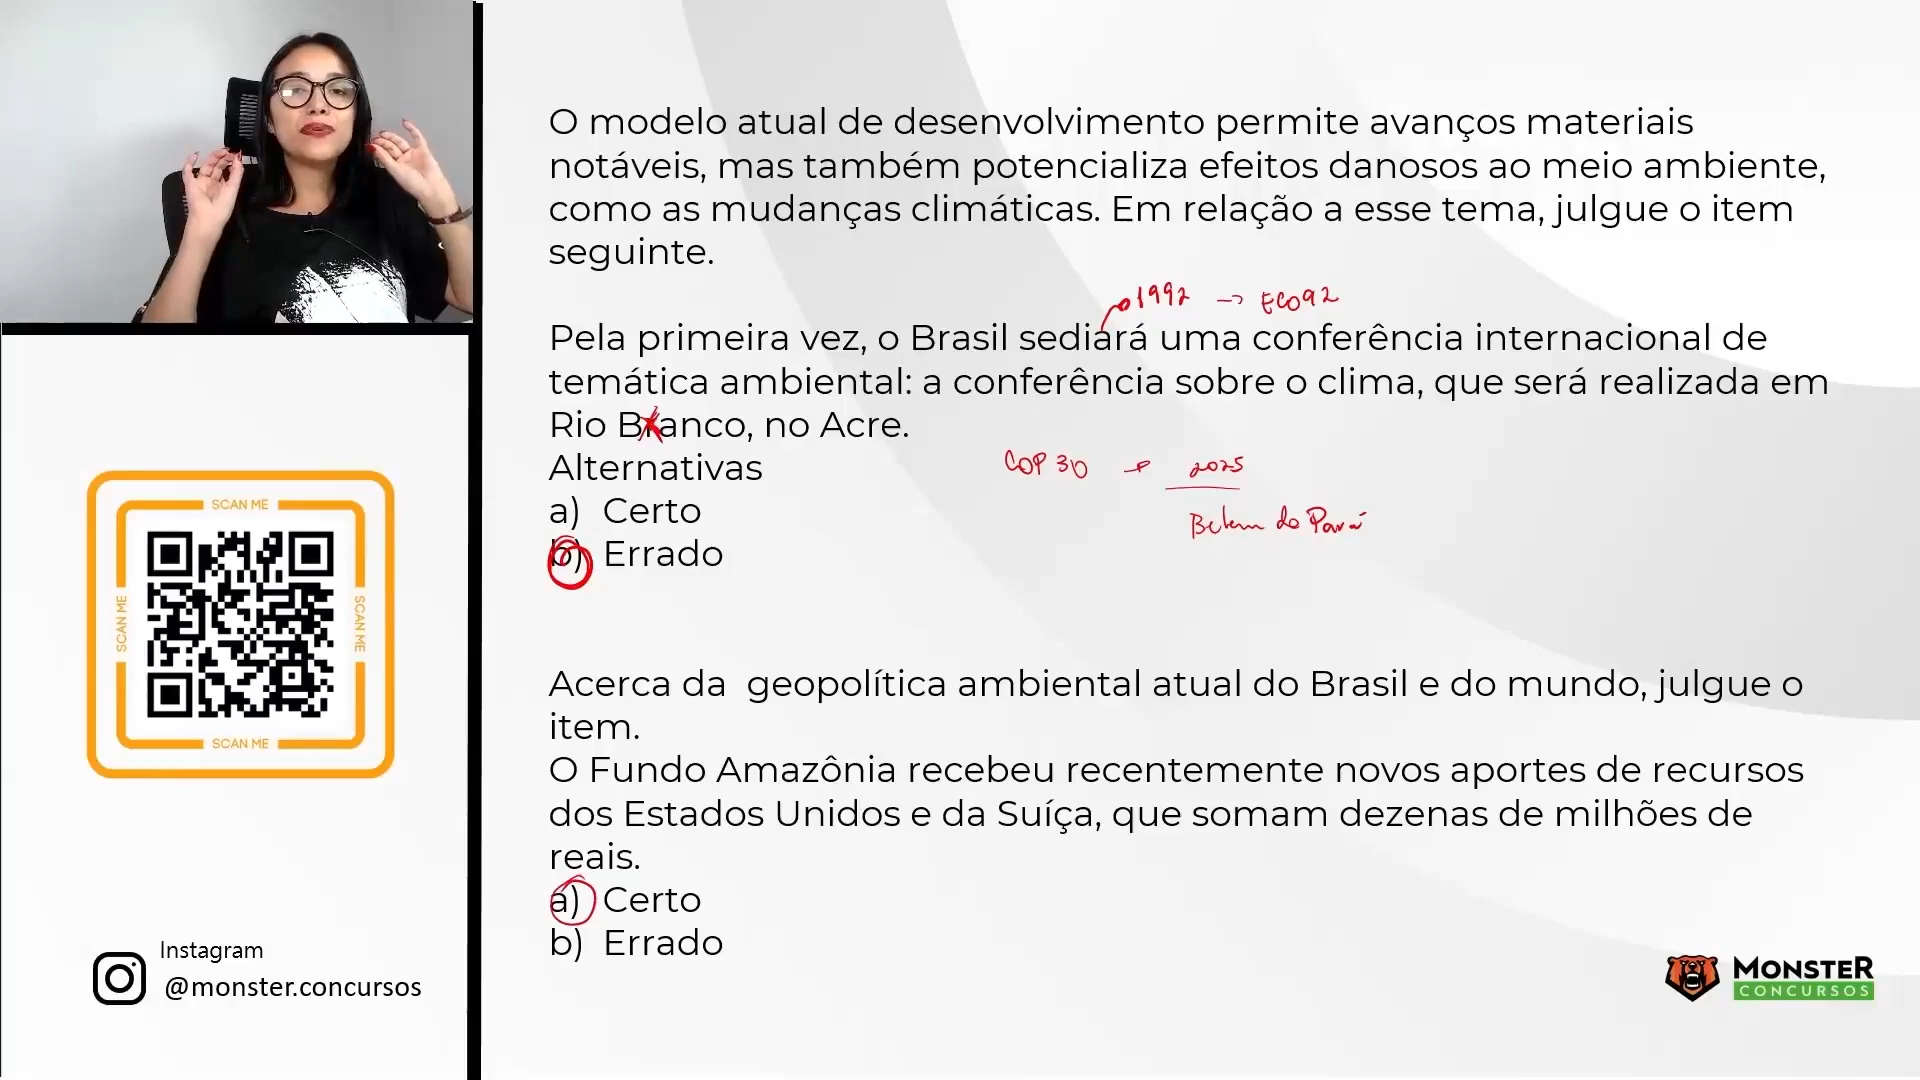 O modelo atual de desenvolvimento permite avanços materiais
notáveis, mas também potencializa efeitos danosos ao meio ambiente,
como as mudanças climáticas. Em relação a esse tema, julgue o item
seguinte.
1992 → ECO92
Pela primeira vez, o Brasil sediará uma conferência internacional de
temática ambiental: a conferência sobre o clima, que será realizada em
Rio Branco, no Acre.
Alternativas
COP 30 → 2025
a) Certo
Belem do Pará
b) Errado
Acerca da geopolítica ambiental atual do Brasil e do mundo, julgue o
item.
O Fundo Amazônia recebeu recentemente novos aportes de recursos
dos Estados Unidos e da Suíça, que somam dezenas de milhões de
reais.
a) Certo
b) Errado
SCAN ME
SCAN ME
SCAN ME
SCAN ME
Instagram
@monster.concursos
MONSTER
CONCURSOS